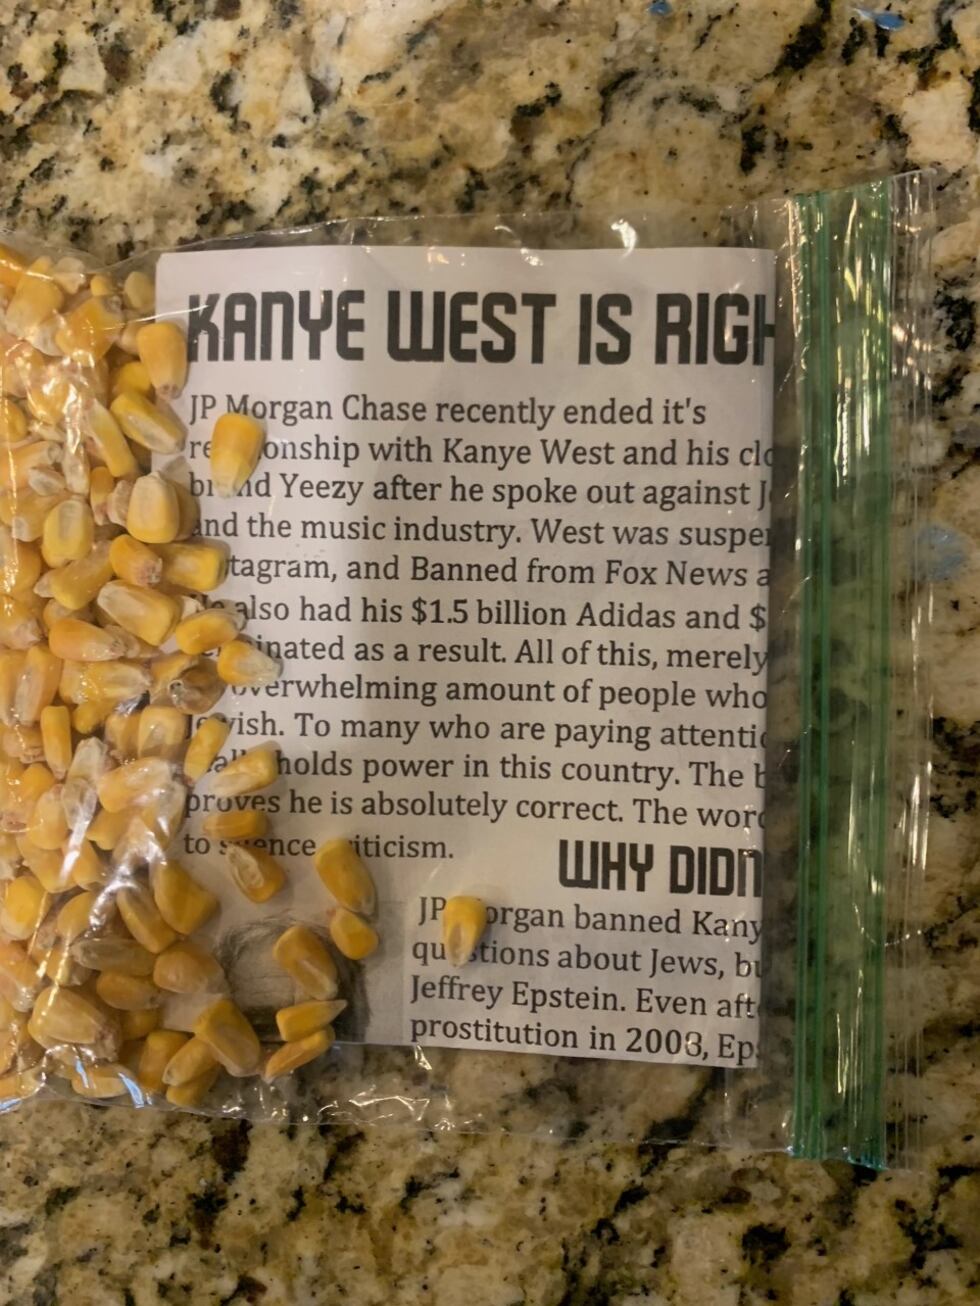 KANYE WEST IS RIGH
JP Morgan Chase recently ended it's
with Kanye West and his
Yeezy after he spoke out against
and the music industry. West was
and Banned from Fox News
also had his $1.5 billion Adidas and $
as a result. All of this, merely
overwhelming amount of people who
To many who are paying
holds power in this country. The
proves he is absolutely correct. The
to
WHY DIDN
JP banned
about Jews,
Jeffrey Epstein. Even
prostitution in 2008,